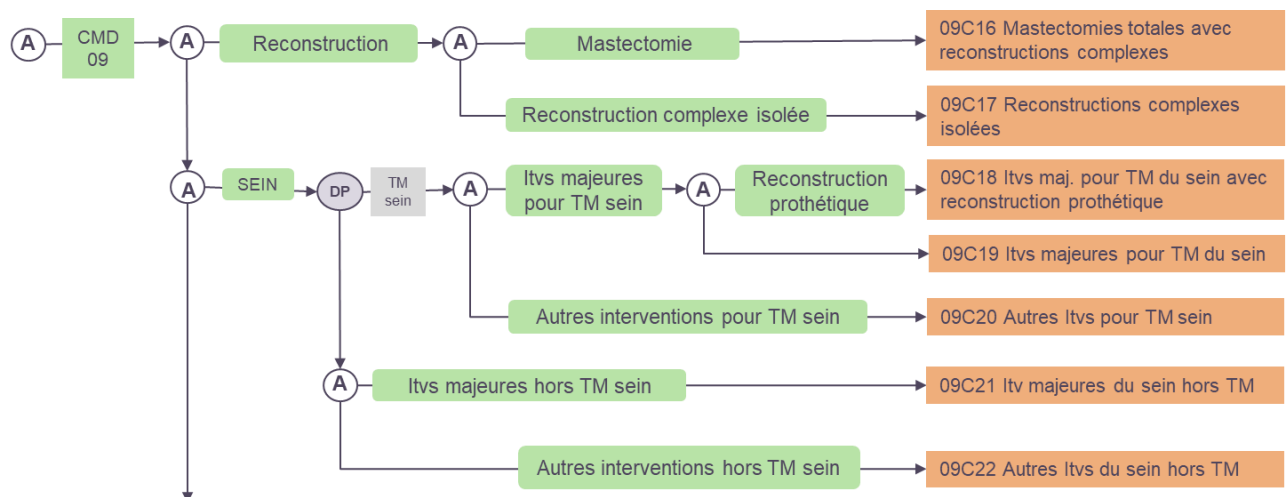 A
CMD
09
A
Reconstruction
A
Mastectomie
09C16 Mastectomies totales avec
reconstructions complexes
Reconstruction complexe isolée
09C17 Reconstructions complexes
isolées
A
SEIN
DP
TM
sein
A
Itvs majeures
pour TM sein
A
Reconstruction
prothétique
09C18 Itvs maj. pour TM du sein avec
reconstruction prothétique
09C19 Itvs majeures pour TM du sein
Autres interventions pour TM sein
09C20 Autres Itvs pour TM sein
A
Itvs majeures hors TM sein
09C21 Itv majeures du sein hors TM
Autres interventions hors TM sein
09C22 Autres Itvs du sein hors TM